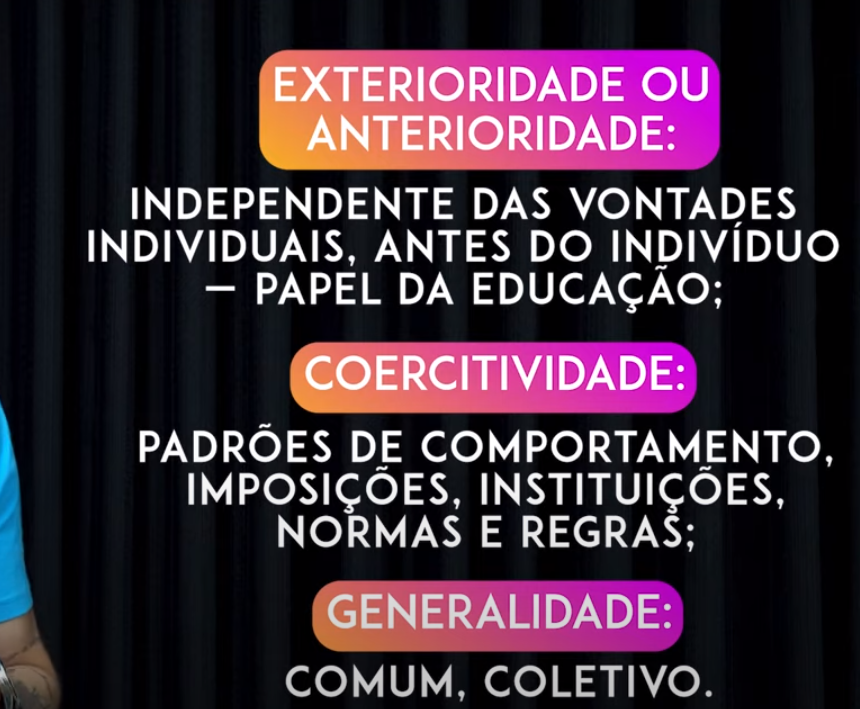 EXTERIORIDADE OU
ANTERIORIDADE:
INDEPENDENTE DAS VONTADES
INDIVIDUAIS, ANTES DO INDIVÍDUO
— PAPEL DA EDUCAÇÃO;
COERCITIVIDADE:
PADRÕES DE COMPORTAMENTO,
IMPOSIÇÕES, INSTITUIÇÕES,
NORMAS E REGRAS;
GENERALIDADE:
COMUM, COLETIVO.